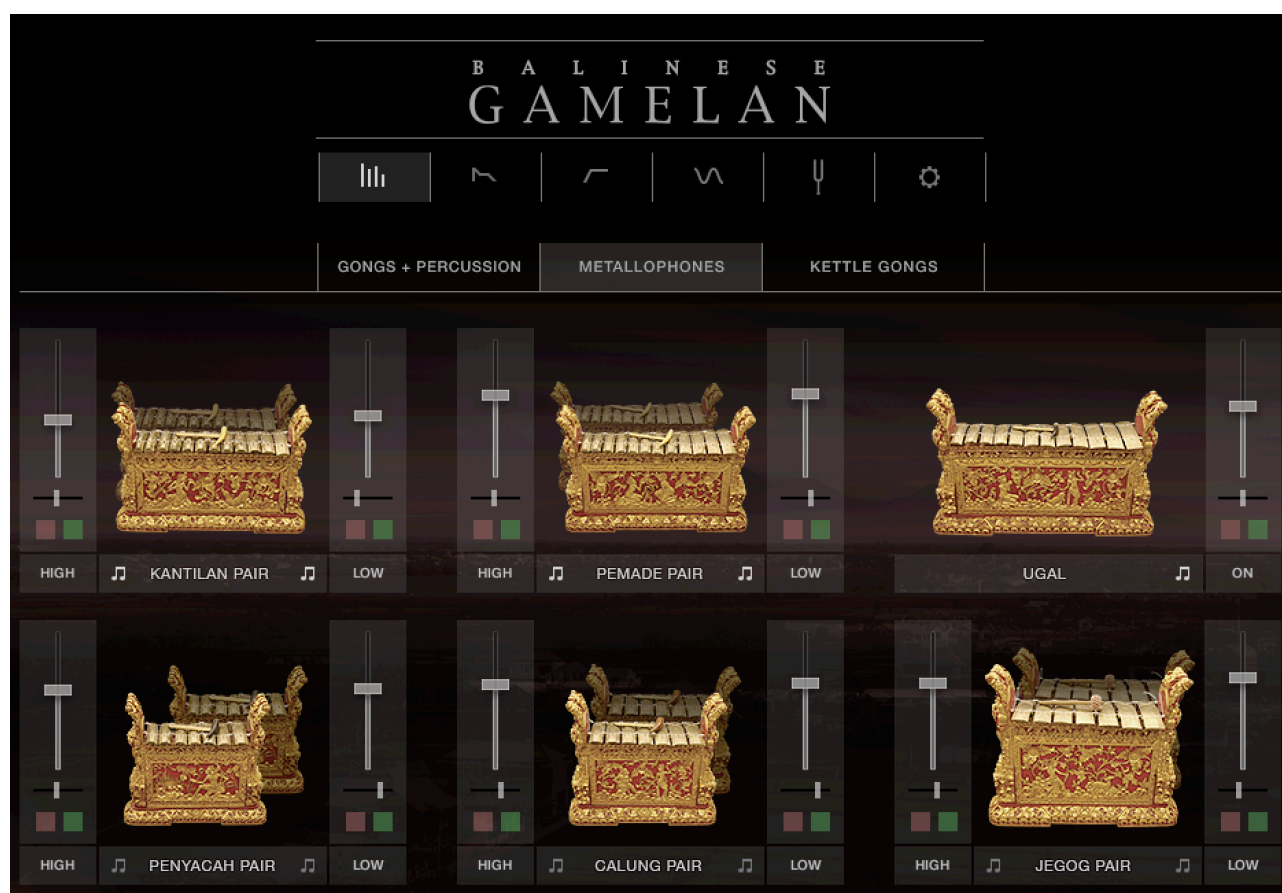 BALINESE
GAMELAN
GONGS + PERCUSSION METALLOPHONES KETTLE GONGS
HIGH KANTILAN PAIR LOW HIGH PEMADE PAIR LOW UGAL ON
HIGH PENYACAH PAIR LOW HIGH CALUNG PAIR LOW HIGH JEGOG PAIR LOW